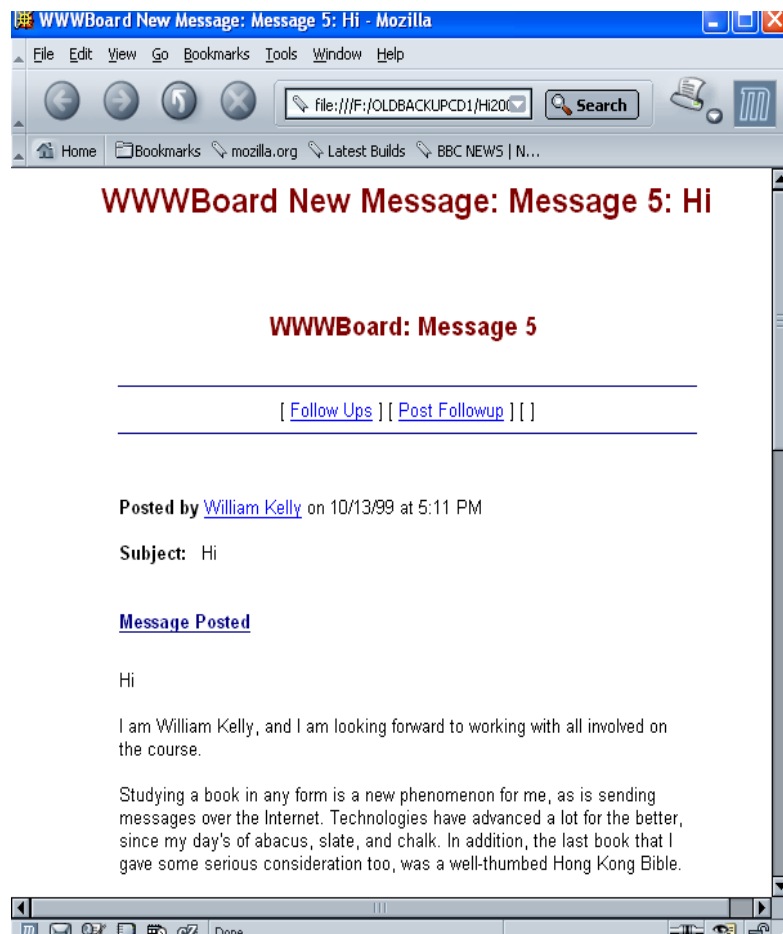 WWWBoard New Message: Message 5: Hi - Mozilla
File Edit View Go Bookmarks Tools Window Help
file:///F:/OLDBACKUPCD1/Hi200 Search
Home Bookmarks mozilla.org Latest Builds BBC NEWS | N...
WWWBoard New Message: Message 5: Hi
WWWBoard: Message 5
[ Follow Ups ] [ Post Followup ] [ ]
Posted by William Kelly on 10/13/99 at 5:11 PM
Subject: Hi
Message Posted
Hi
I am William Kelly, and I am looking forward to working with all involved on
the course.
Studying a book in any form is a new phenomenon for me, as is sending
messages over the Internet. Technologies have advanced a lot for the better,
since my day's of abacus, slate, and chalk. In addition, the last book that I
gave some serious consideration too, was a well-thumbed Hong Kong Bible.
Done